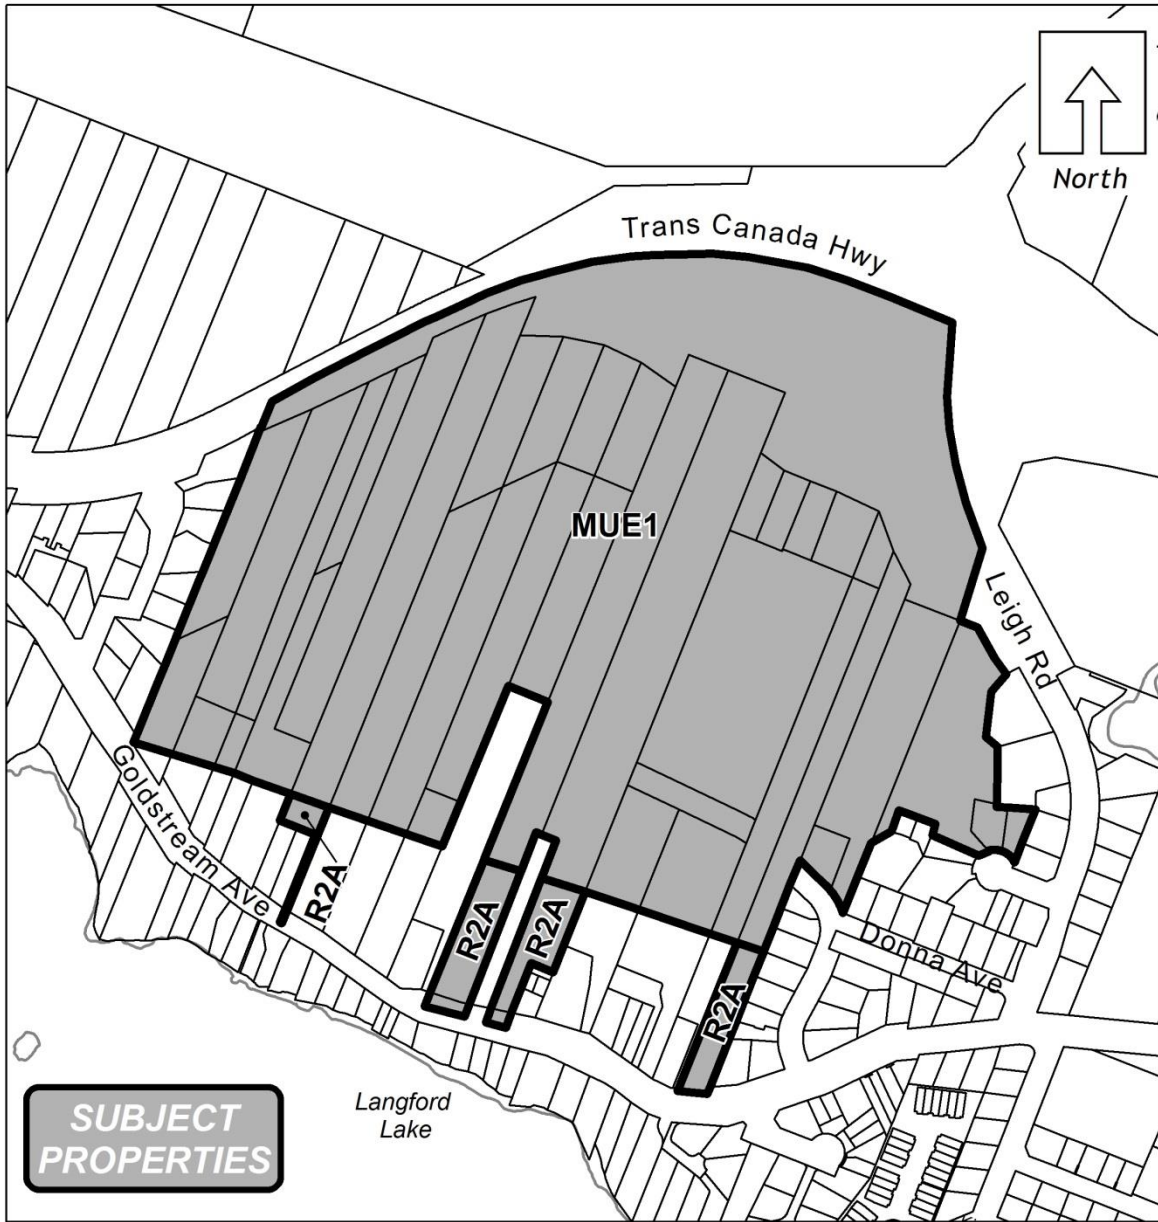 North
Trans Canada Hwy
MUE1
Leigh Rd
Goldstream Ave
R2A
R2A
R2A
R2A
Donna Ave
Langford
Lake
SUBJECT
PROPERTIES